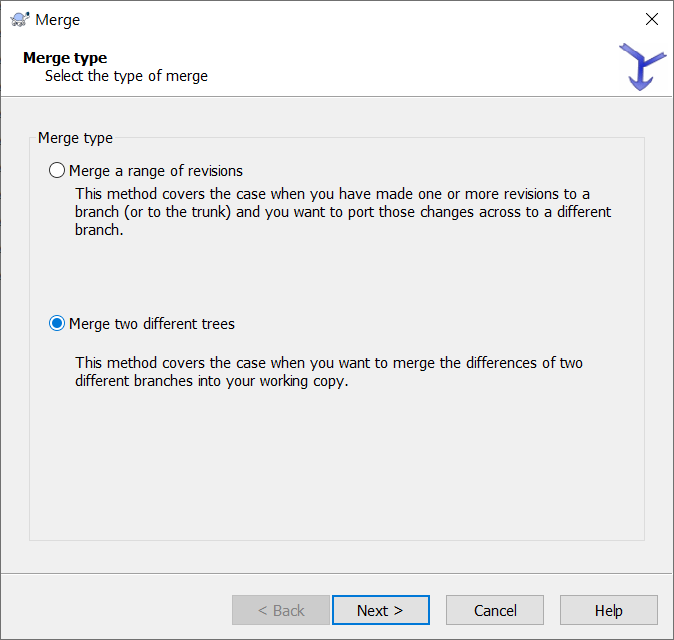 Merge
Merge type
Select the type of merge
Merge type
Merge a range of revisions
This method covers the case when you have made one or more revisions to a
branch (or to the trunk) and you want to port those changes across to a different
branch.
Merge two different trees
This method covers the case when you want to merge the differences of two
different branches into your working copy.
< Back
Next >
Cancel
Help